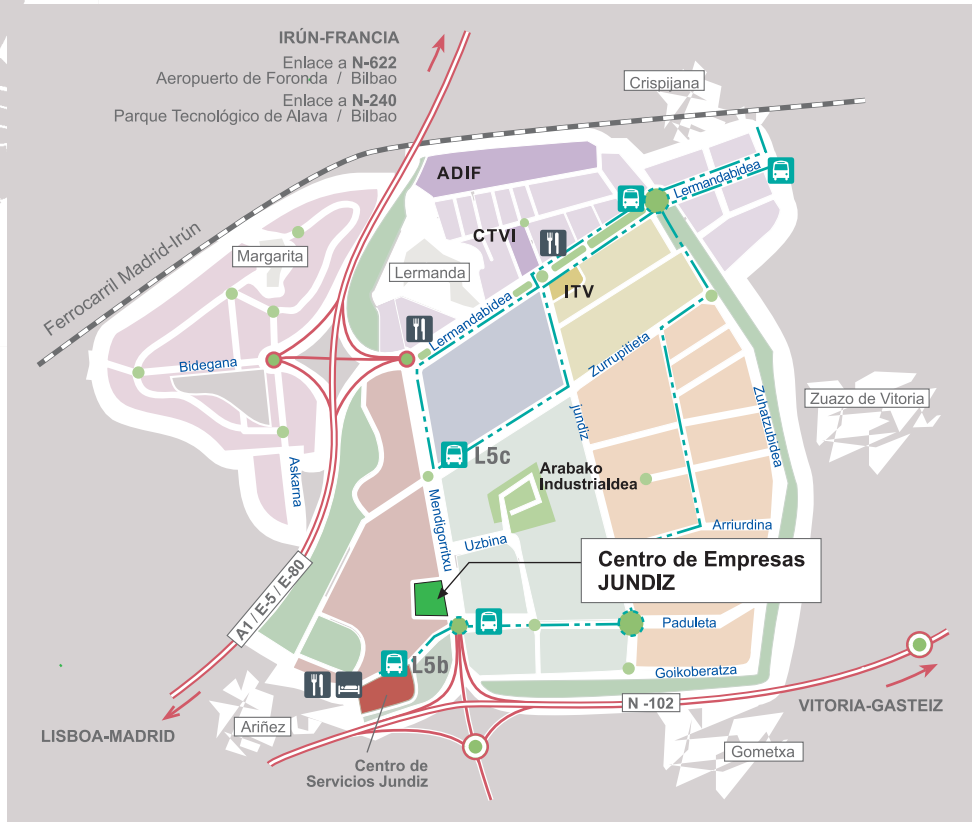 IRÚN-FRANCIA
Enlace a N-622
Aeropuerto de Foronda / Bilbao
Enlace a N-240
Parque Tecnológico de Alava / Bilbao
Crispijana
ADIF
Lermandabidea
Ferrocarril Madrid-Irún
Margarita
CTVI
Lermanda
ITV
Lermandabidea
Bidegana
Zurrupitieta
Zuhatzubidea
Zuazo de Vitoria
jundiz
L5c
Askarna
Mendigorritxu
Arabako
Industrialdea
Arriurdina
Uzbina
Centro de Empresas
JUNDIZ
A1 / E-5 / E-80
Paduleta
L5b
Goikoberatza
N -102
VITORIA-GASTEIZ
LISBOA-MADRID
Ariñez
Gometxa
Centro de
Servicios Jundiz